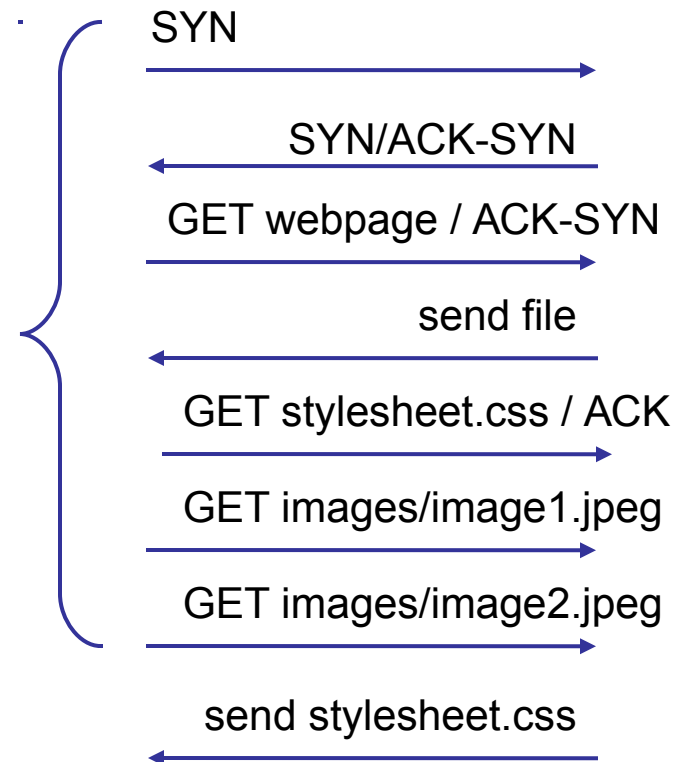 SYN
SYN/ACK-SYN
GET webpage / ACK-SYN
send file
GET stylesheet.css / ACK
GET images/image1.jpeg
GET images/image2.jpeg
send stylesheet.css